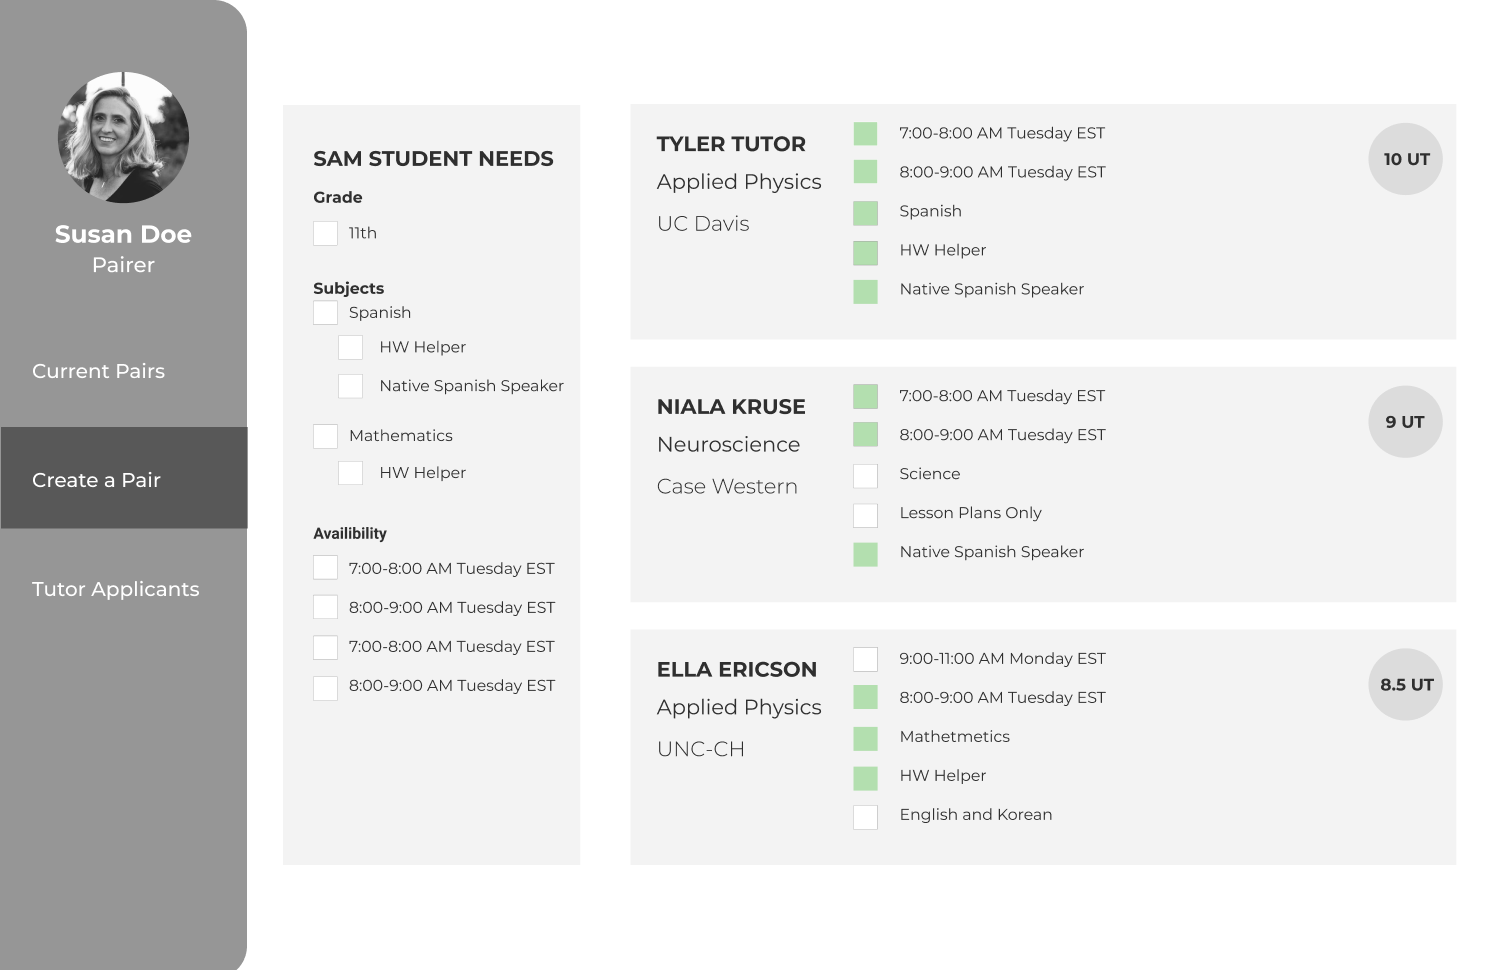 Susan Doe
Pairer
Current Pairs
Create a Pair
Tutor Applicants
SAM STUDENT NEEDS
Grade
11th
Subjects
Spanish
HW Helper
Native Spanish Speaker
Mathematics
HW Helper
Availibility
7:00-8:00 AM Tuesday EST
8:00-9:00 AM Tuesday EST
7:00-8:00 AM Tuesday EST
8:00-9:00 AM Tuesday EST
TYLER TUTOR
Applied Physics
UC Davis
7:00-8:00 AM Tuesday EST
8:00-9:00 AM Tuesday EST
Spanish
HW Helper
Native Spanish Speaker
10 UT
NIALA KRUSE
Neuroscience
Case Western
7:00-8:00 AM Tuesday EST
8:00-9:00 AM Tuesday EST
Science
Lesson Plans Only
Native Spanish Speaker
9 UT
ELLA ERICSON
Applied Physics
UNC-CH
9:00-11:00 AM Monday EST
8:00-9:00 AM Tuesday EST
Mathetmetics
HW Helper
English and Korean
8.5 UT